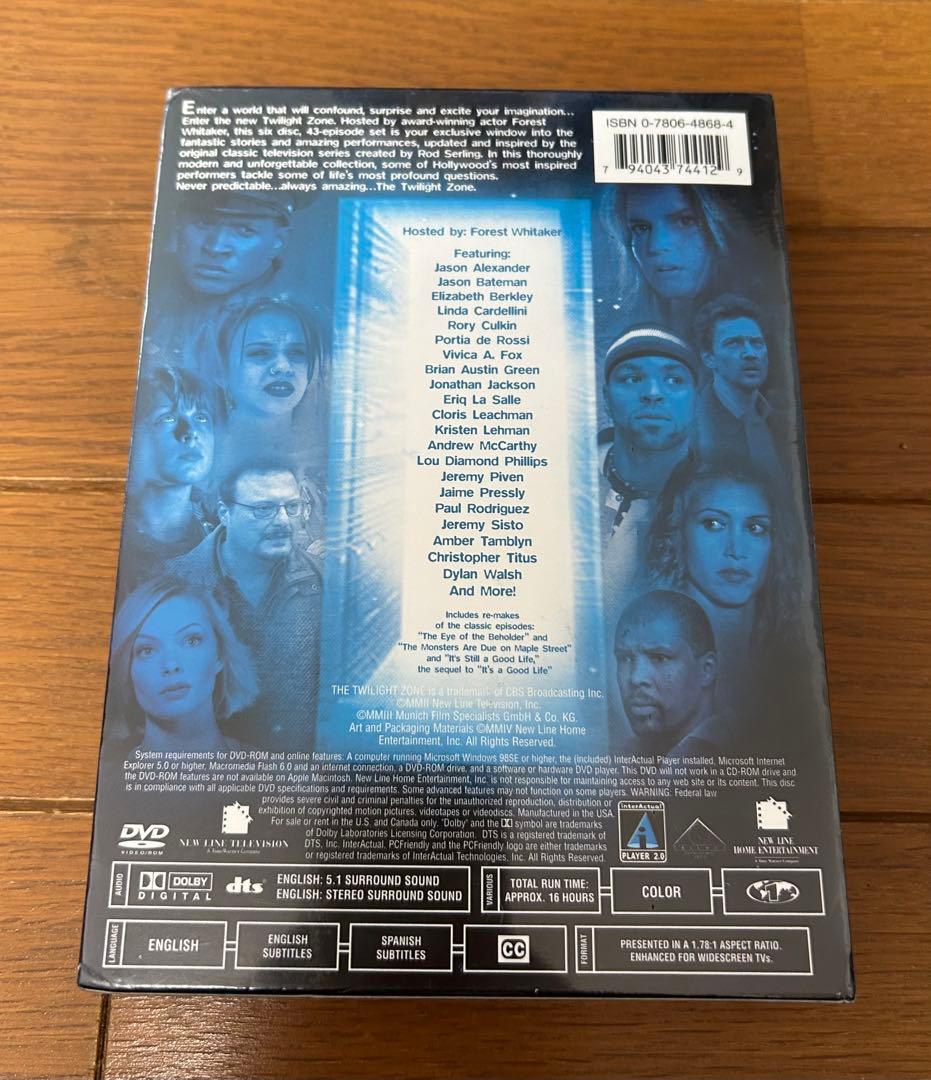 Enter a world that will confound, surprise and excite your imagination...
Enter the new Twilight Zone. Hosted by award-winning actor Forest
Whitaker, this six disc, 43-episode set is your exclusive window into the
fantastic stories and amazing performances, updated and inspired by the
original classic television series created by Rod Serling. In this thoroughly
modern and unforgettable collection, some of Hollywood's most inspired
performers tackle some of life's most profound questions.
Never predictable...always amazing...The Twilight Zone.
ISBN 0-7806-4868-4
7 94043 74412 9
Hosted by: Forest Whitaker
Featuring:
Jason Alexander
Jason Bateman
Elizabeth Berkley
Linda Cardellini
Rory Culkin
Portia de Rossi
Vivica A. Fox
Brian Austin Green
Jonathan Jackson
Eriq La Salle
Cloris Leachman
Kristen Lehman
Andrew McCarthy
Lou Diamond Phillips
Jeremy Piven
Jaime Pressly
Paul Rodriguez
Jeremy Sisto
Amber Tamblyn
Christopher Titus
Dylan Walsh
And More!
Includes re-makes
of the classic episodes:
"The Eye of the Beholder" and
"The Monsters Are Due on Maple Street"
and "It's Still a Good Life,"
the sequel to "It's a Good Life"
THE TWILIGHT ZONE is a trademark of CBS Broadcasting Inc.
©MMII New Line Television, Inc.
©MMIII Munich Film Specialists GmbH & Co. KG.
Art and Packaging Materials ©MMIV New Line Home
Entertainment, Inc. All Rights Reserved.
System requirements for DVD-ROM and online features: A computer running Microsoft Windows 98SE or higher, the (included) InterActual Player installed, Microsoft Internet
Explorer 5.0 or higher, Macromedia Flash 6.0 and an internet connection, a DVD-ROM drive, and a software or hardware DVD player. This DVD will not work in a CD-ROM drive and
the DVD-ROM features are not available on Apple Macintosh. New Line Home Entertainment, Inc. is not responsible for maintaining access to any web site or its content. This disc
is in compliance with all applicable DVD specifications and requirements. Some advanced features may not function on some players. WARNING: Federal law
provides severe civil and criminal penalties for the unauthorized reproduction, distribution or
exhibition of copyrighted motion pictures, videotapes or videodiscs. Manufactured in the USA.
For sale or rent in the U.S. and Canada only. "Dolby" and the DD symbol are trademarks
of Dolby Laboratories Licensing Corporation. DTS is a registered trademark of
DTS, Inc. InterActual, PCFriendly and the PCFriendly logo are either trademarks
or registered trademarks of InterActual Technologies, Inc. All Rights Reserved.
DVD
VIDEO/ROM
NEW LINE TELEVISION
A Time Warner Company
InterActual
PLAYER 2.0
NEW LINE
HOME ENTERTAINMENT
A Time Warner Company
AUDIO
DOLBY
DIGITAL
dts
ENGLISH: 5.1 SURROUND SOUND
ENGLISH: STEREO SURROUND SOUND
VARIOUS
TOTAL RUN TIME:
APPROX. 16 HOURS
COLOR
LANGUAGE
ENGLISH
ENGLISH
SUBTITLES
SPANISH
SUBTITLES
CC
FORMAT
PRESENTED IN A 1.78:1 ASPECT RATIO.
ENHANCED FOR WIDESCREEN TVs.